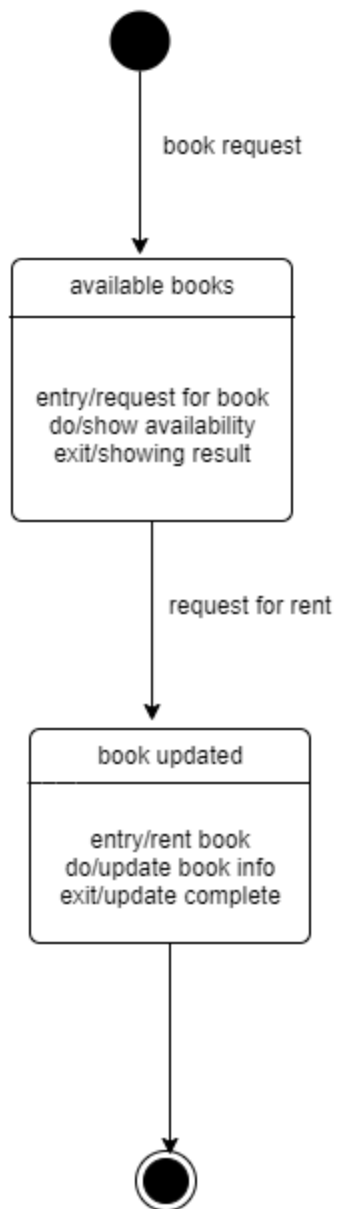 book request
available books
entry/request for book
do/show availability
exit/showing result
request for rent
book updated
entry/rent book
do/update book info
exit/update complete